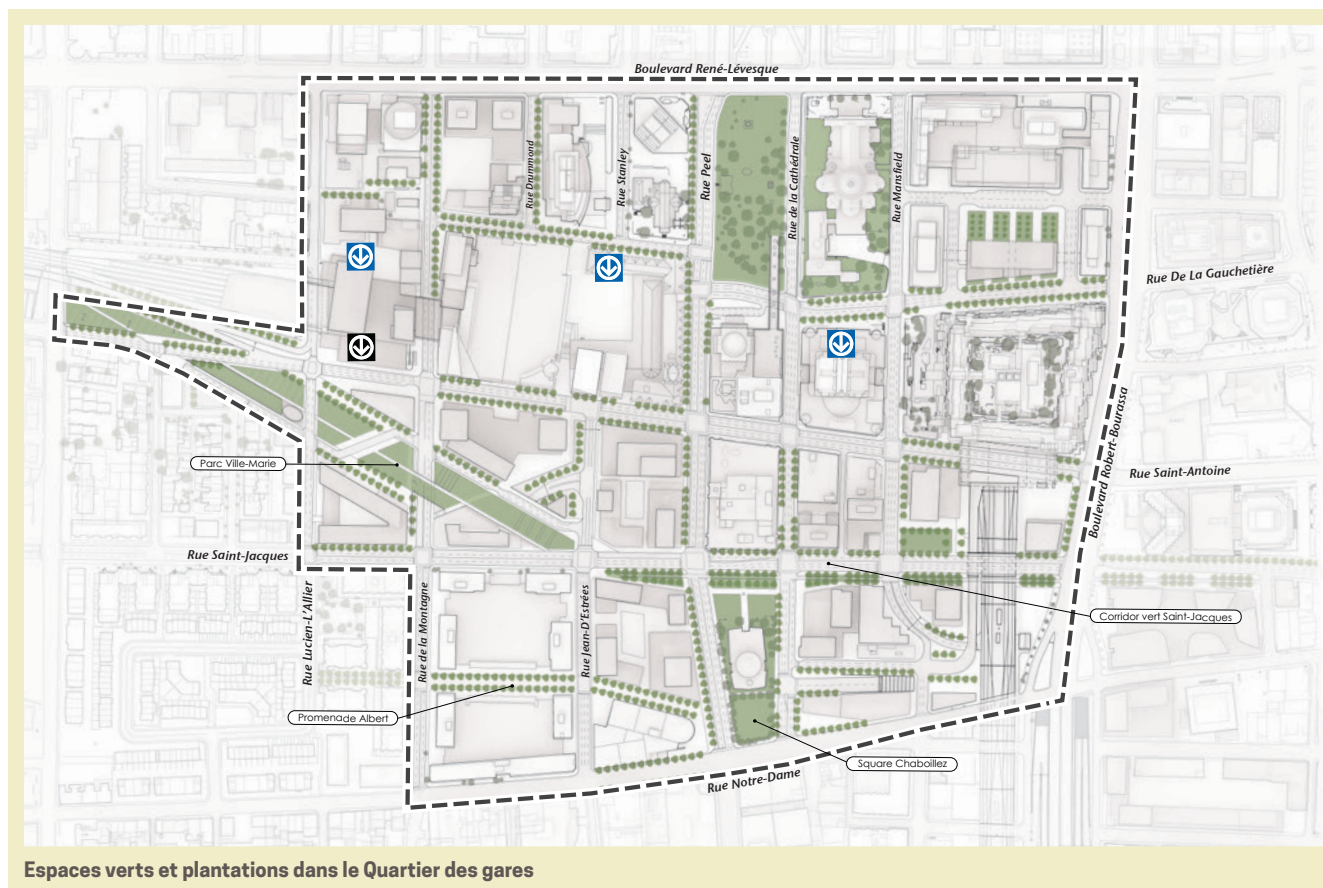 Boulevard René-Lévesque
Rue Drummond
Rue Stanley
Rue Peel
Rue de la Cathédrale
Rue Mansfield
Rue De La Gauchetière
Parc Ville-Marie
Rue Saint-Antoine
Boulevard Robert-Bourassa
Rue Saint-Jacques
Rue Lucien-L'Allier
Rue de la Montagne
Rue Jean-D'Estrées
Corridor vert Saint-Jacques
Promenade Albert
Square Chaboillez
Rue Notre-Dame
Espaces verts et plantations dans le Quartier des gares